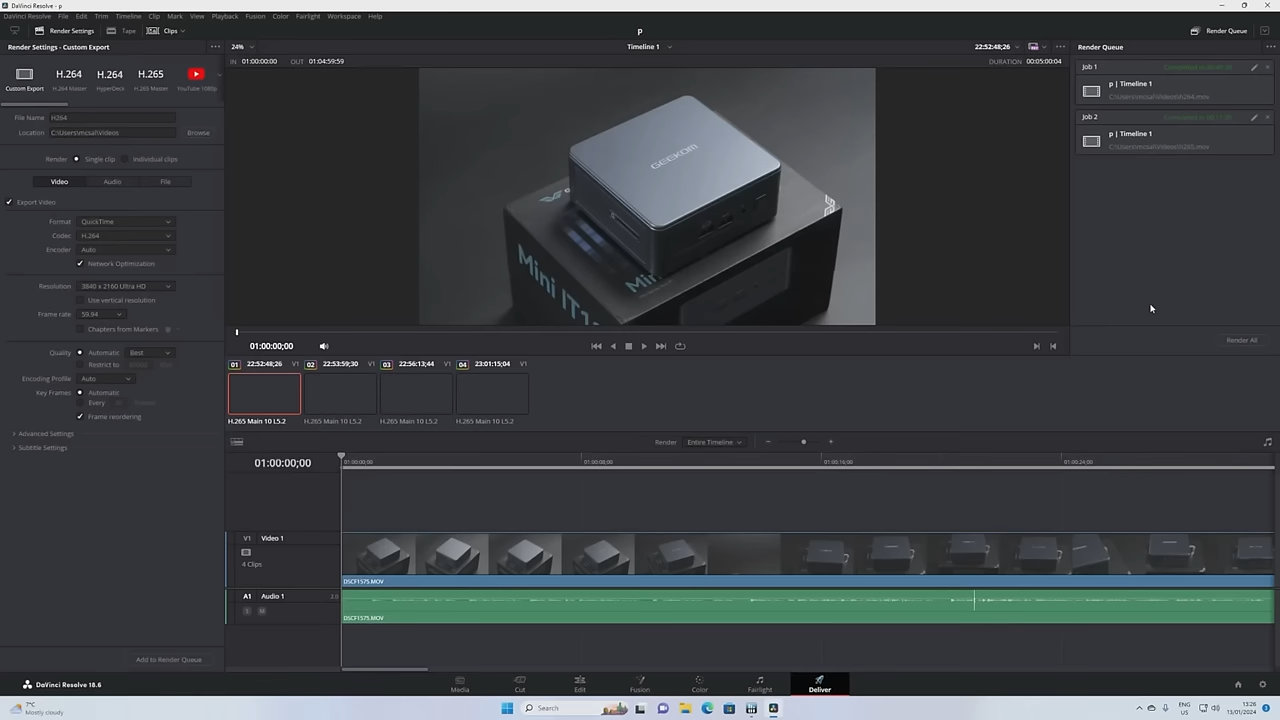 DaVinci Resolve - p
DaVinci Resolve File Edit Trim Timeline Clip Mark View Playback Fusion Color Fairlight Workspace Help
Render Settings Tape Clips p Render Queue
Render Settings - Custom Export 24% Timeline 1 22:52:48;26 Render Queue
IN 01:00:00;00 OUT 01:04:59;59 DURATION 00:05:00;04
H.264 H.264 H.265
Custom Export H.264 Master HyperDeck H.265 Master YouTube 1080p
Job 1
p | Timeline 1
C:\Users\mcsal\Videos\h264.mov
Job 2
p | Timeline 1
C:\Users\mcsal\Videos\h265.mov
File Name H264
Location C:\Users\mcsal\Videos Browse
Render Single clip Individual clips
Video Audio File
Export Video
Format QuickTime
Codec H.264
Encoder Auto
Network Optimization
Resolution 3840 x 2160 Ultra HD
Use vertical resolution
Frame rate 59.94
Chapters from Markers
Quality Automatic Best
Restrict to
Encoding Profile Auto
Key Frames Automatic
Every
Frame reordering
Advanced Settings
Subtitle Settings
Add to Render Queue
GEEKOM
Mini IT1
Mini
01:00:00;00
Render All
01 22:52:48;26 V1 02 22:53:59;30 V1 03 22:56:13;44 V1 04 23:01:15;04 V1
H.265 Main 10 L5.2 H.265 Main 10 L5.2 H.265 Main 10 L5.2 H.265 Main 10 L5.2
Render Entire Timeline
01:00:00;00 01:00:00;00 01:00:08;00 01:00:16;00 01:00:24;00
V1 Video 1
4 Clips
DSCF1575.MOV
A1 Audio 1 2.0
S M
DSCF1575.MOV
DaVinci Resolve 18.6
Media Cut Edit Fusion Color Fairlight Deliver
7°C
Mostly cloudy
Search
ENG
US
13:26
13/01/2024